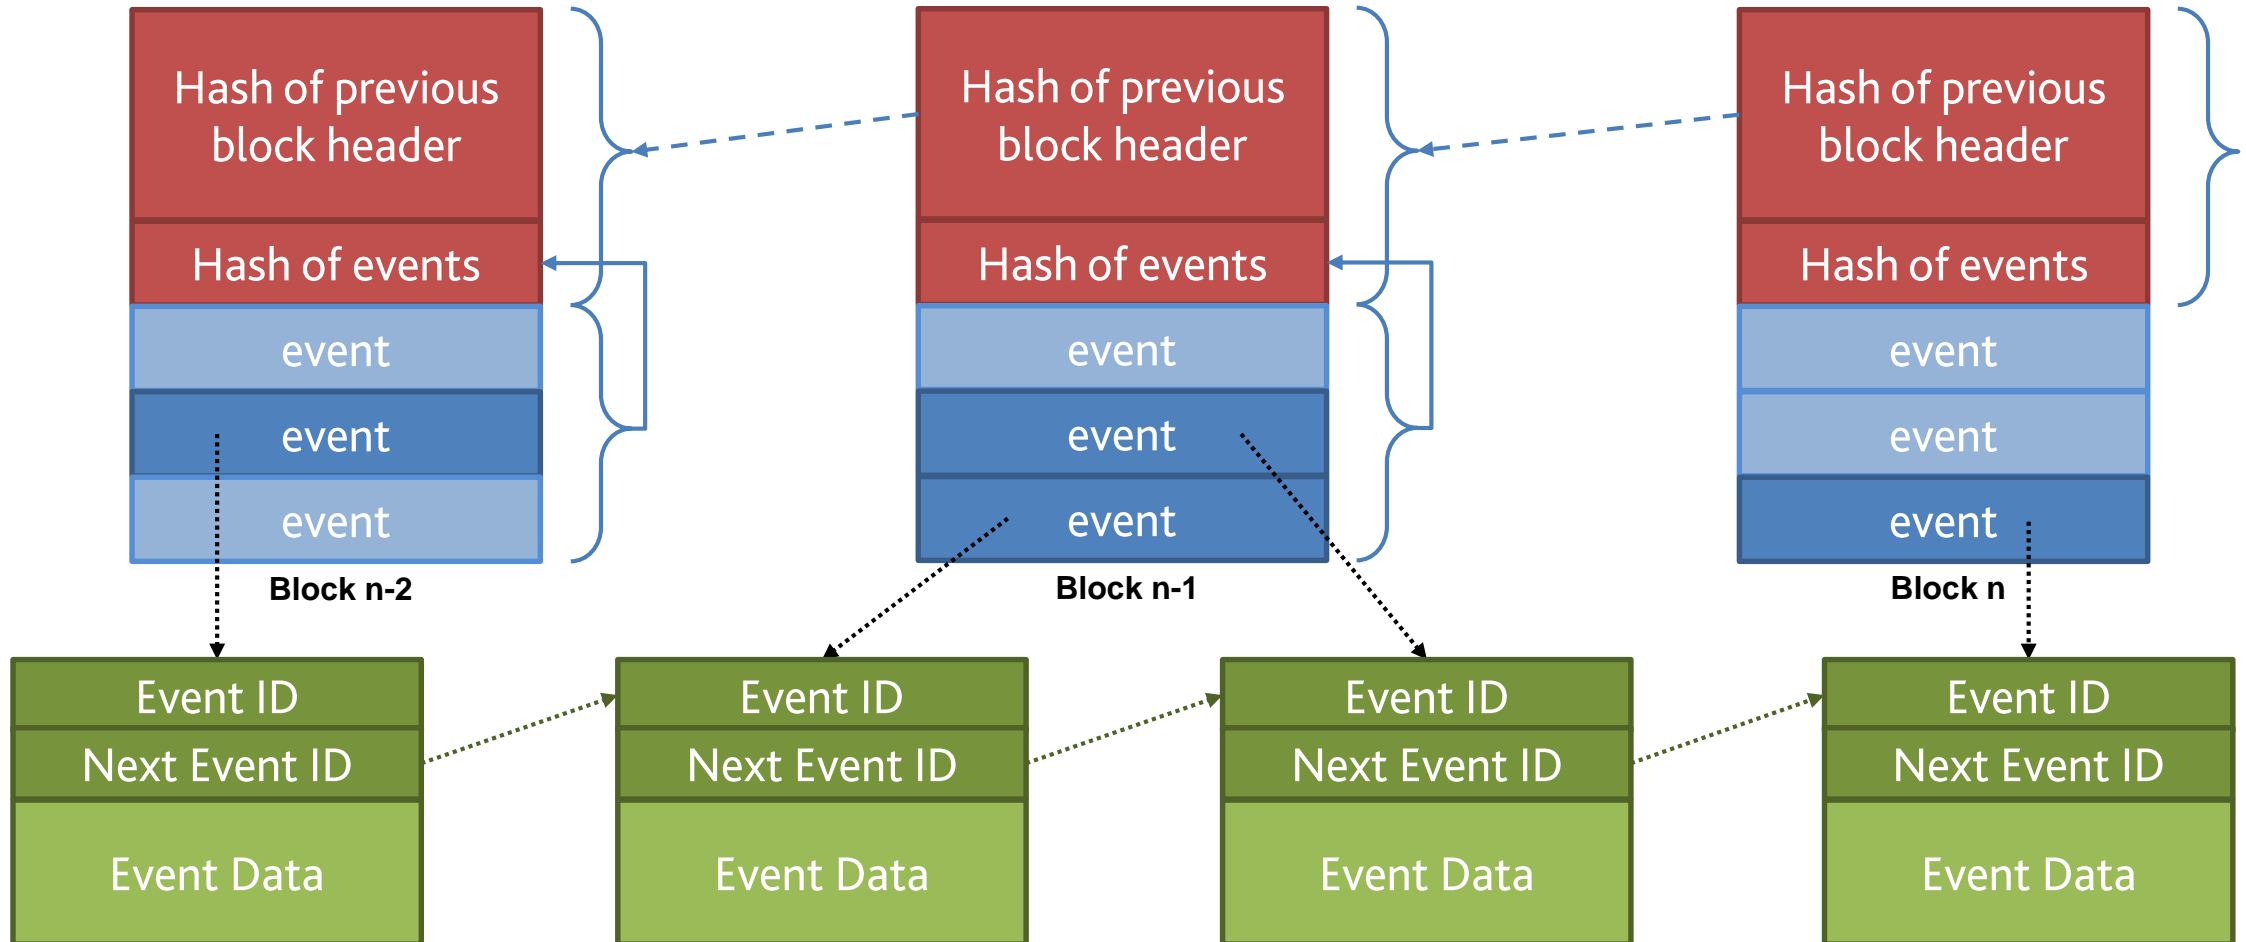 Hash of previous
block header
Hash of events
event
event
event
Block n-2
Hash of previous
block header
Hash of events
event
event
event
Block n-1
Hash of previous
block header
Hash of events
event
event
event
Block n
Event ID
Next Event ID
Event Data
Event ID
Next Event ID
Event Data
Event ID
Next Event ID
Event Data
Event ID
Next Event ID
Event Data